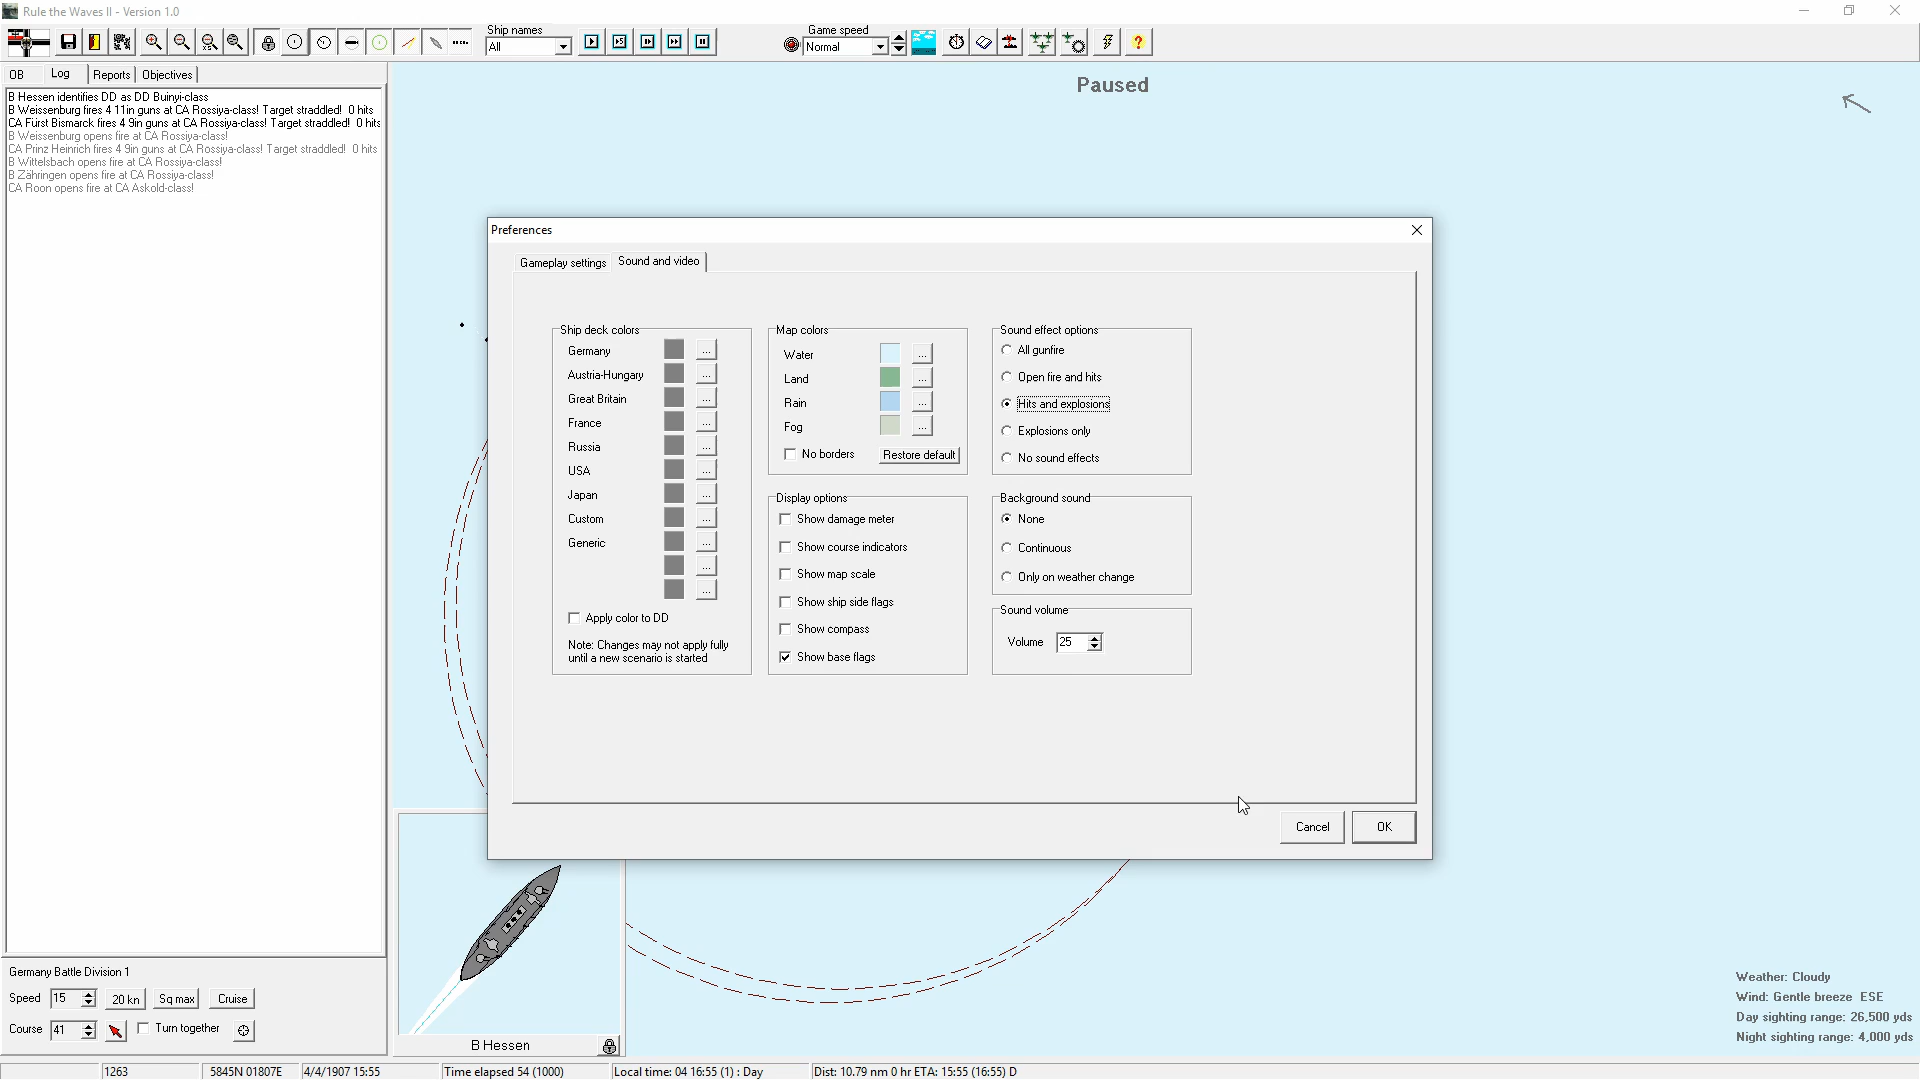 Rule the Waves II - Version 1.0
Ship names
All
Game speed
Normal
OB
Log
Reports
Objectives
B Hessen identifies DD as DD Buinyi-class
B Weissenburg fires 4 11in guns at CA Rossiya-class! Target straddled! 0 hits
CA Fürst Bismarck fires 4 9in guns at CA Rossiya-class! Target straddled! 0 hits
B Weissenburg opens fire at CA Rossiya-class!
CA Prinz Heinrich fires 4 9in guns at CA Rossiya-class! Target straddled! 0 hits
B Wittelsbach opens fire at CA Rossiya-class!
B Zähringen opens fire at CA Rossiya-class!
CA Roon opens fire at CA Askold-class!
Paused
Preferences
Gameplay settings
Sound and video
Ship deck colors
Germany ...
Austria-Hungary ...
Great Britain ...
France ...
Russia ...
USA ...
Japan ...
Custom ...
Generic ...
...
...
Apply color to DD
Note: Changes may not apply fully
until a new scenario is started
Map colors
Water ...
Land ...
Rain ...
Fog ...
No borders
Restore default
Display options
Show damage meter
Show course indicators
Show map scale
Show ship side flags
Show compass
Show base flags
Sound effect options
All gunfire
Open fire and hits
Hits and explosions
Explosions only
No sound effects
Background sound
None
Continuous
Only on weather change
Sound volume
Volume 25
Cancel
OK
Germany Battle Division 1
Speed 15 20 kn Sq max Cruise
Course 41 Turn together
B Hessen
Weather: Cloudy
Wind: Gentle breeze ESE
Day sighting range: 26,500 yds
Night sighting range: 4,000 yds
1263
5845N 01807E
4/4/1907 15:55
Time elapsed 54 (1000)
Local time: 04 16:55 (1) : Day
Dist: 10.79 nm 0 hr ETA: 15:55 (16:55) D